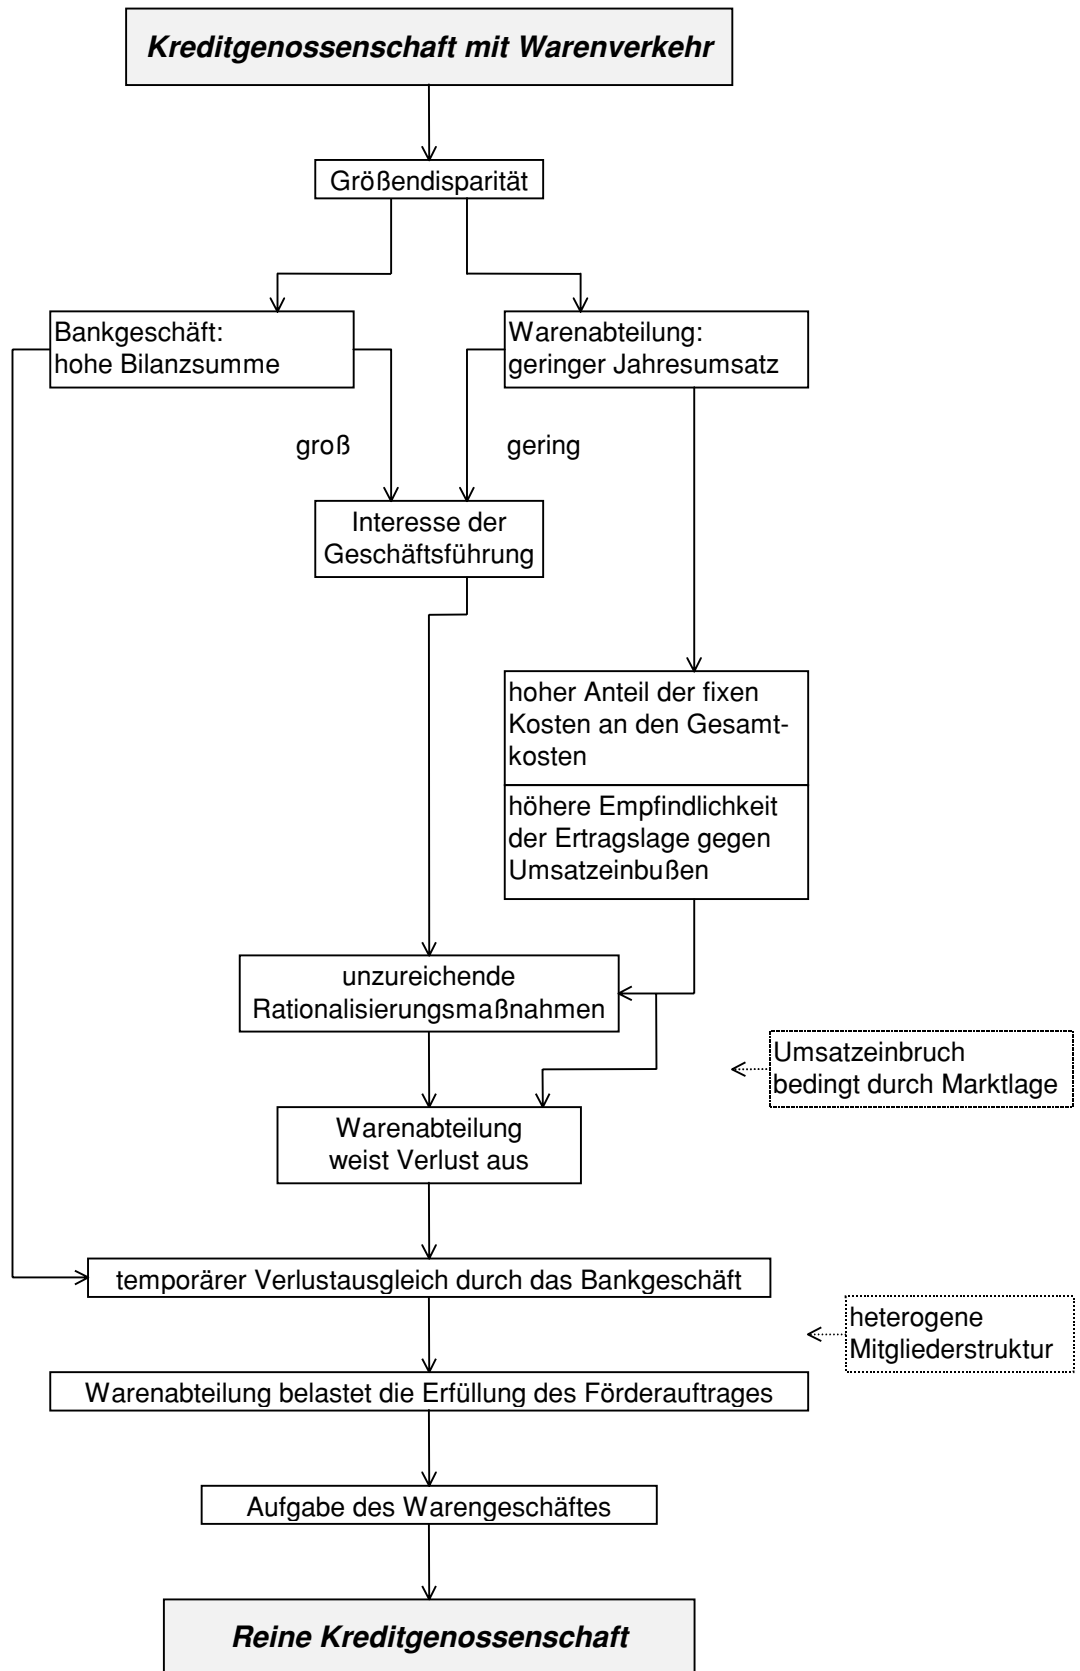 Kreditgenossenschaft mit Warenverkehr
Größendisparität
Bankgeschäft:
hohe Bilanzsumme
Warenabteilung:
geringer Jahresumsatz
groß
gering
Interesse der
Geschäftsführung
hoher Anteil der fixen
Kosten an den Gesamt-
kosten
höhere Empfindlichkeit
der Ertragslage gegen
Umsatzeinbußen
unzureichende
Rationalisierungsmaßnahmen
Umsatzeinbruch
bedingt durch Marktlage
Warenabteilung
weist Verlust aus
temporärer Verlustausgleich durch das Bankgeschäft
heterogene
Mitgliederstruktur
Warenabteilung belastet die Erfüllung des Förderauftrages
Aufgabe des Warengeschäftes
Reine Kreditgenossenschaft